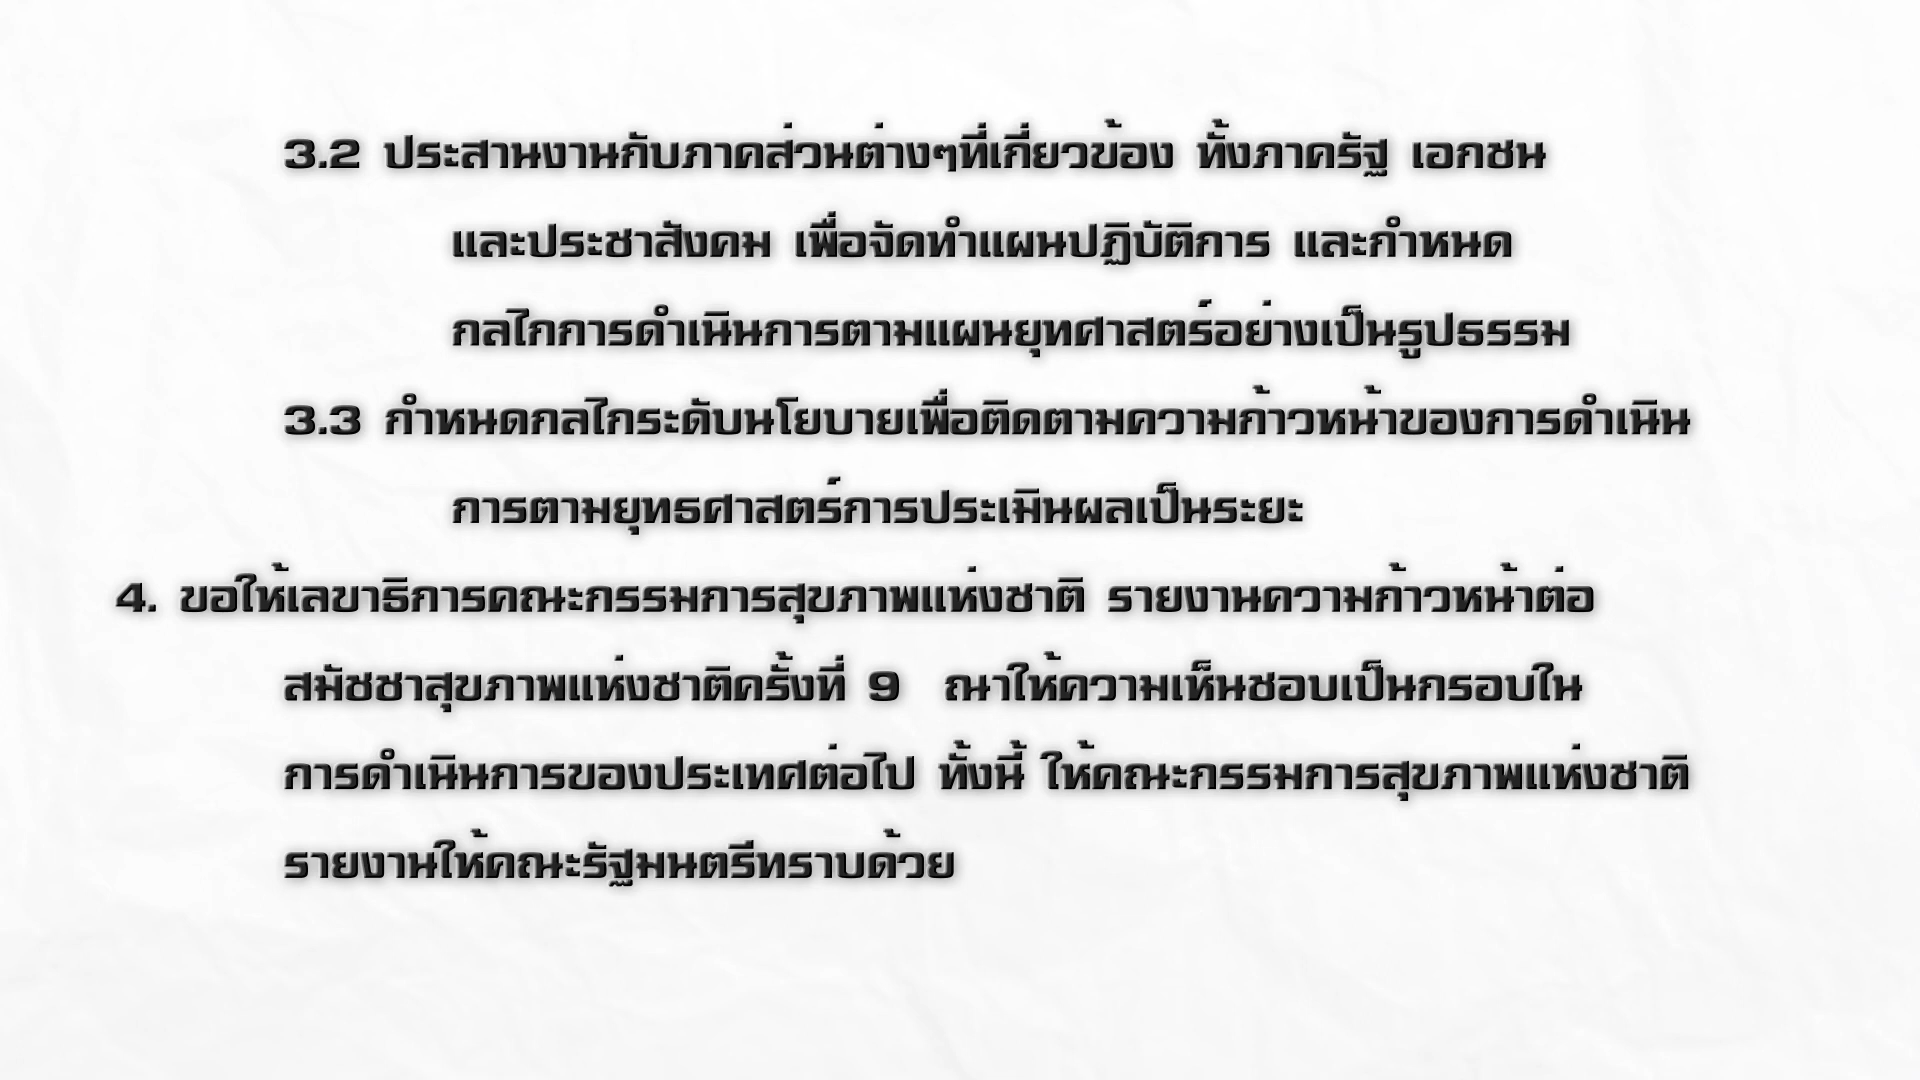 3.2 ประสานงานกับภาคส่วนต่างๆที่เกี่ยวข้อง ทั้งภาครัฐ เอกชน
และประชาสังคม เพื่อจัดทำแผนปฏิบัติการ และกำหนด
กลไกการดำเนินการตามแผนยุทศาสตร์อย่างเป็นรูปธรรม
3.3 กำหนดกลไกระดับนโยบายเพื่อติดตามความก้าวหน้าของการดำเนิน
การตามยุทธศาสตร์การประเมินผลเป็นระยะ
4. ขอให้เลขาธิการคณะกรรมการสุขภาพแห่งชาติ รายงานความก้าวหน้าต่อ
สมัชชาสุขภาพแห่งชาติครั้งที่ 9 ณาให้ความเห็นชอบเป็นกรอบใน
การดำเนินการของประเทศต่อไป ทั้งนี้ ให้คณะกรรมการสุขภาพแห่งชาติ
รายงานให้คณะรัฐมนตรีทราบด้วย